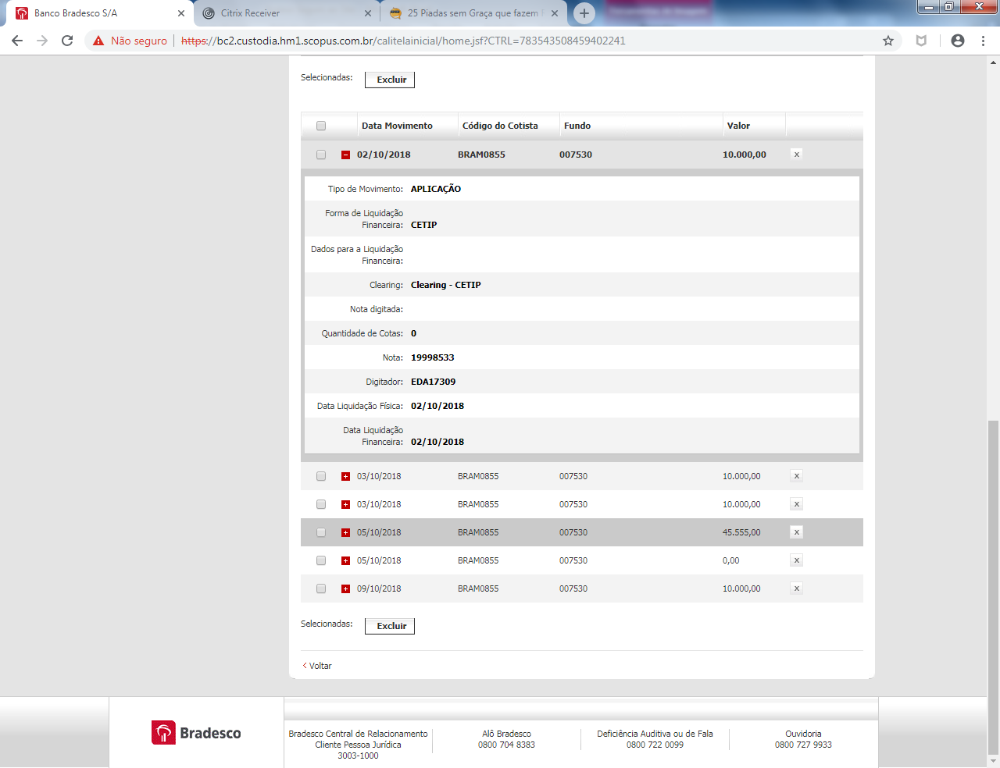 Banco Bradesco S/A
Citrix Receiver
25 Piadas sem Graça que fazem
Não seguro
https://bc2.custodia.hm1.scopus.com.br/calitelainicial/home.jsf?CTRL=783543508459402241
Selecionadas: Excluir
Data Movimento Código do Cotista Fundo Valor
02/10/2018 BRAM0855 007530 10.000,00 x
Tipo de Movimento: APLICAÇÃO
Forma de Liquidação
Financeira: CETIP
Dados para a Liquidação
Financeira:
Clearing: Clearing - CETIP
Nota digitada:
Quantidade de Cotas: 0
Nota: 19998533
Digitador: EDA17309
Data Liquidação Física: 02/10/2018
Data Liquidação
Financeira: 02/10/2018
03/10/2018 BRAM0855 007530 10.000,00 x
03/10/2018 BRAM0855 007530 10.000,00 x
05/10/2018 BRAM0855 007530 45.555,00 x
05/10/2018 BRAM0855 007530 0,00 x
09/10/2018 BRAM0855 007530 10.000,00 x
Selecionadas: Excluir
Voltar
Bradesco
Bradesco Central de Relacionamento
Cliente Pessoa Jurídica
3003-1000
Alô Bradesco
0800 704 8383
Deficiência Auditiva ou de Fala
0800 722 0099
Ouvidoria
0800 727 9933